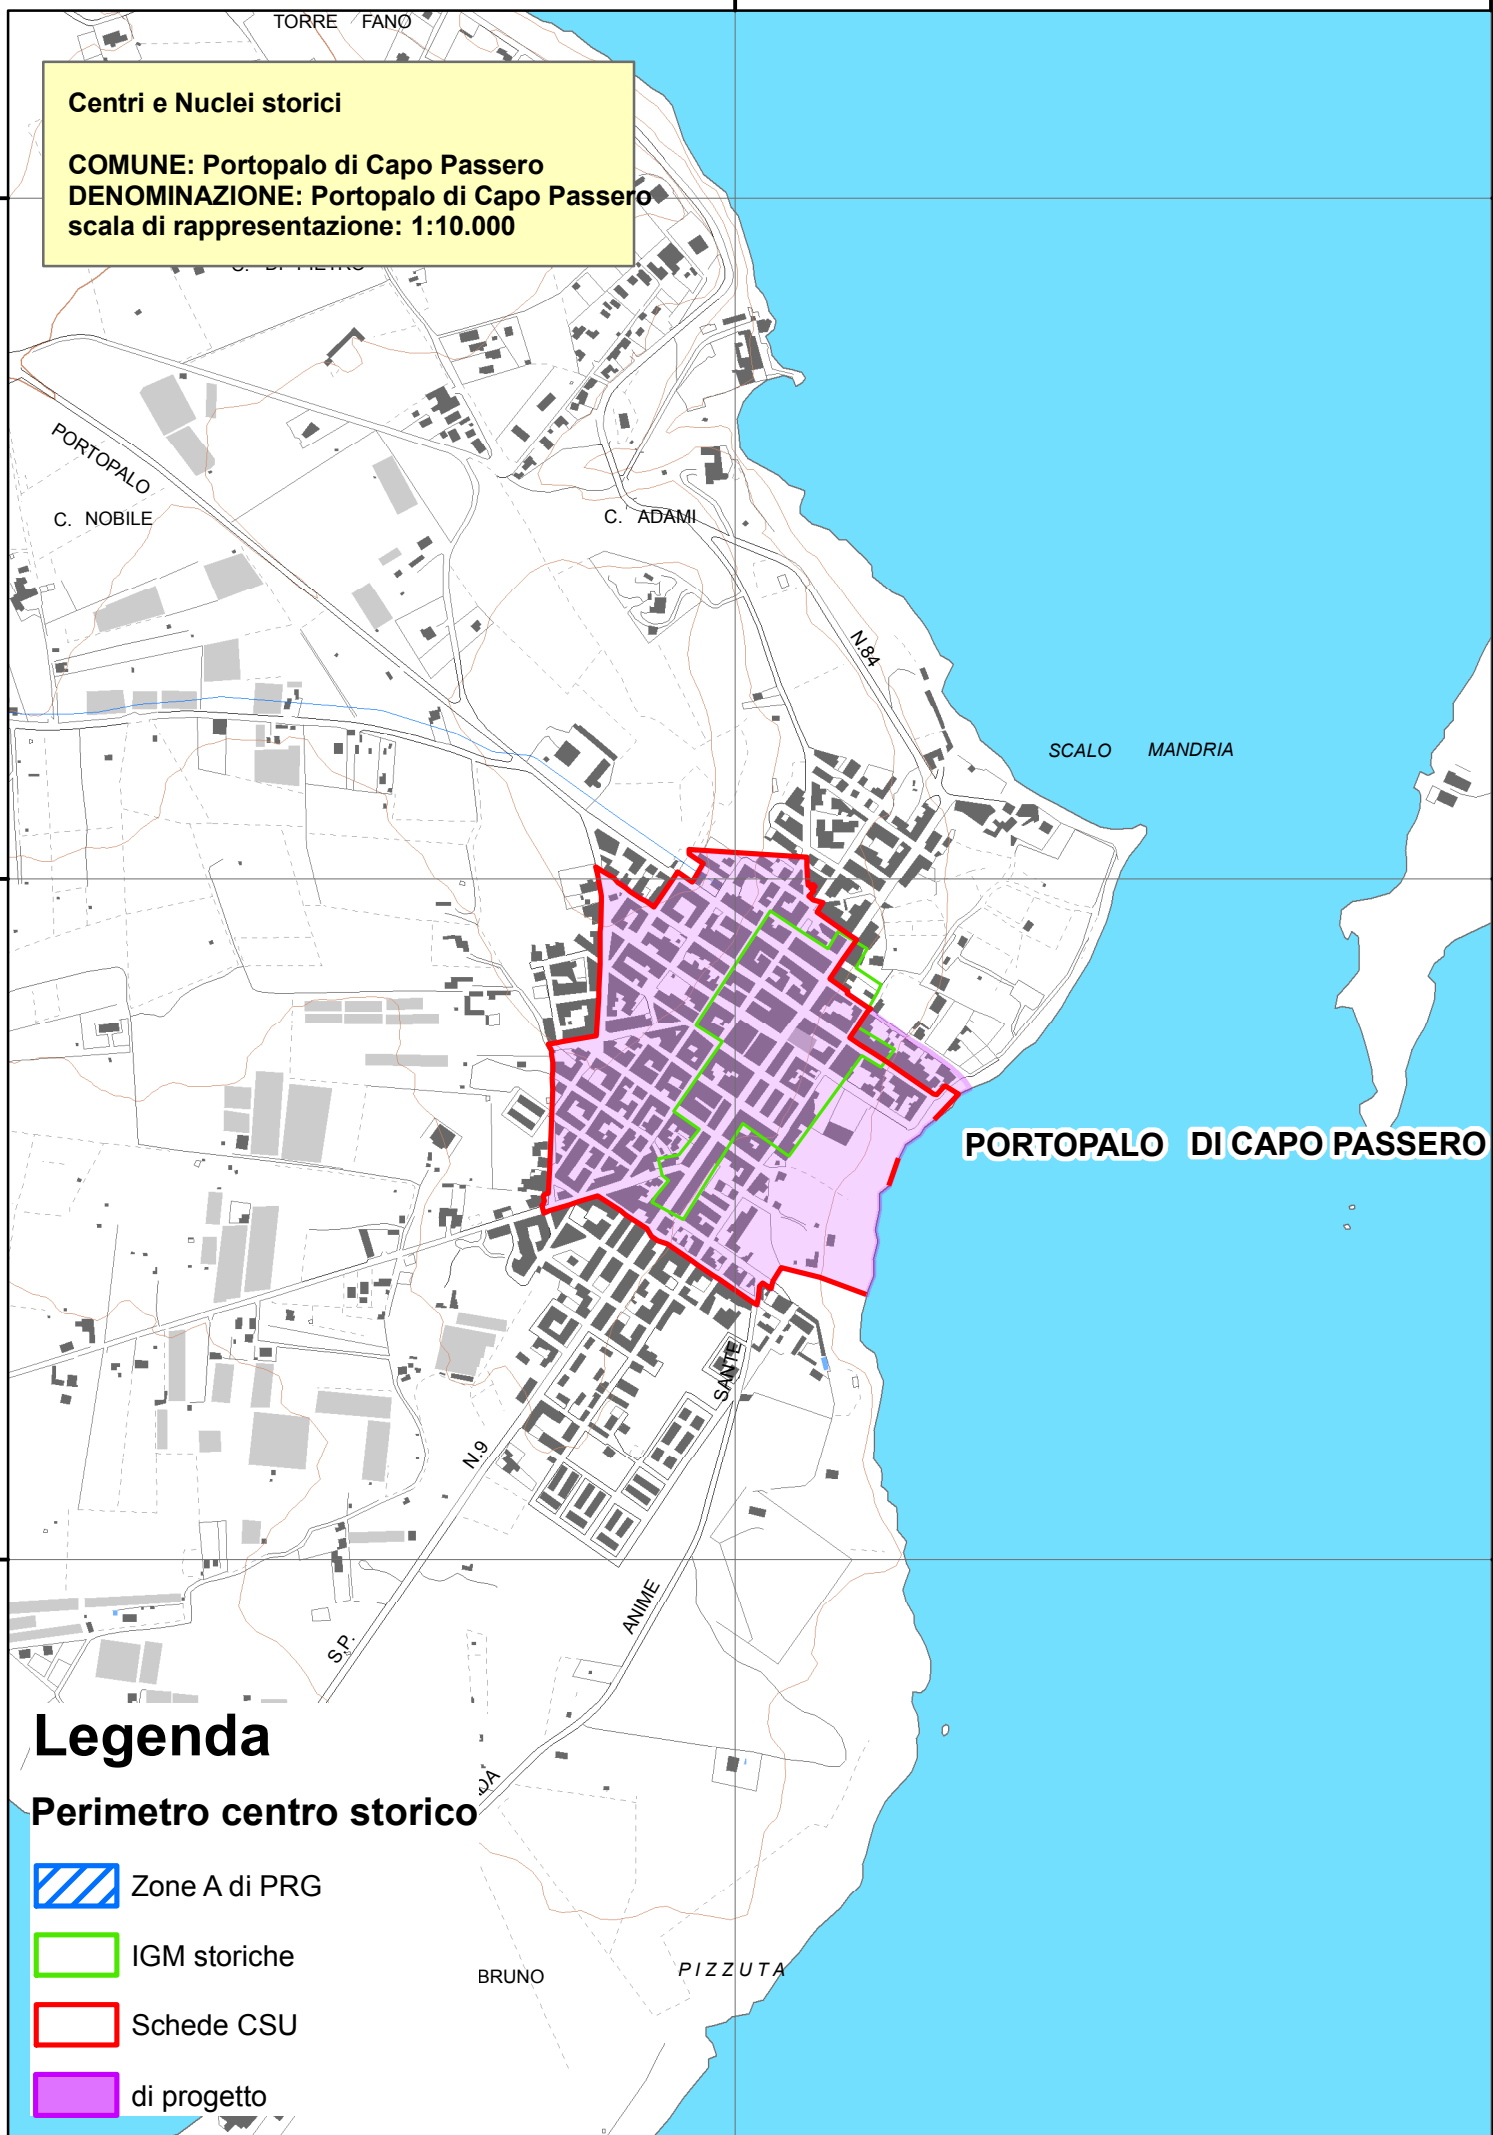 TORRE FANO
Centri e Nuclei storici
COMUNE: Portopalo di Capo Passero
DENOMINAZIONE: Portopalo di Capo Passero
scala di rappresentazione: 1:10.000
PORTOPALO
C. NOBILE
C. ADAMI
N.84
SCALO MANDRIA
PORTOPALO DI CAPO PASSERO
SANTE
N.9
ANIME
S.P.
Legenda
Perimetro centro storico
Zone A di PRG
IGM storiche
BRUNO
PIZZUTA
Schede CSU
di progetto